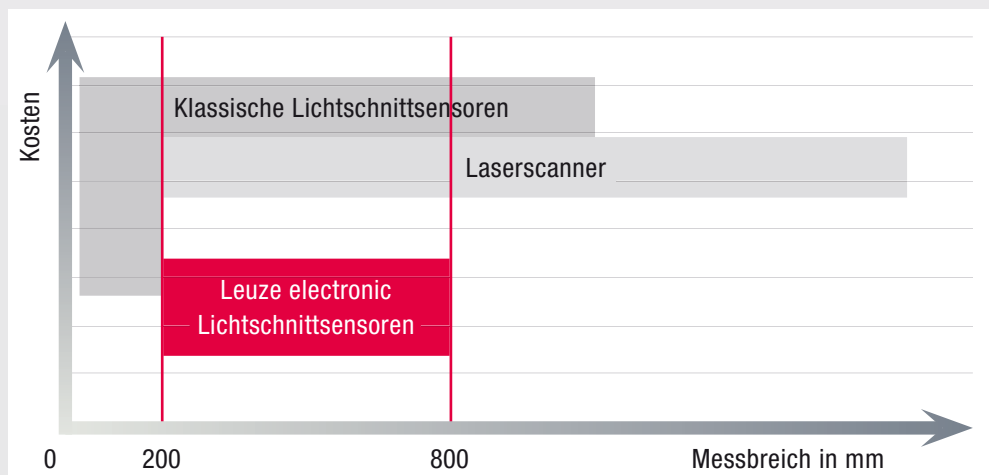 Kosten
Klassische Lichtschnittsensoren
Laserscanner
Leuze electronic
Lichtschnittsensoren
0
200
800
Messbreich in mm